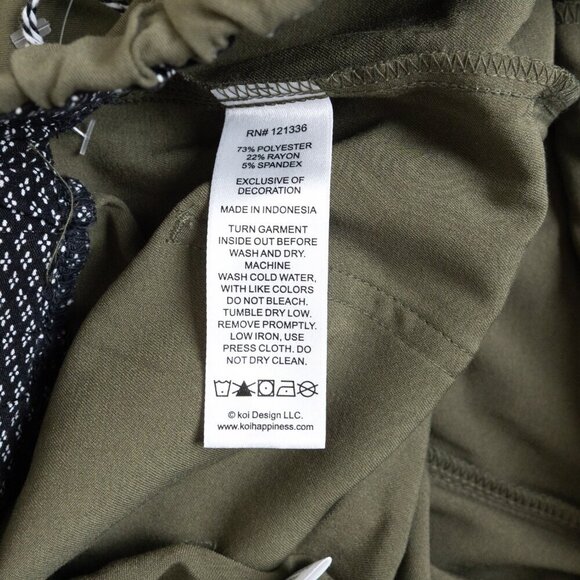 RN# 121336
73% POLYESTER
22% RAYON
5% SPANDEX
EXCLUSIVE OF
DECORATION
MADE IN INDONESIA
TURN GARMENT
INSIDE OUT BEFORE
WASH AND DRY.
MACHINE
WASH COLD WATER,
WITH LIKE COLORS
DO NOT BLEACH.
TUMBLE DRY LOW.
REMOVE PROMPTLY.
LOW IRON, USE
PRESS CLOTH. DO
NOT DRY CLEAN.
© koi Design LLC.
www.koihappiness.com